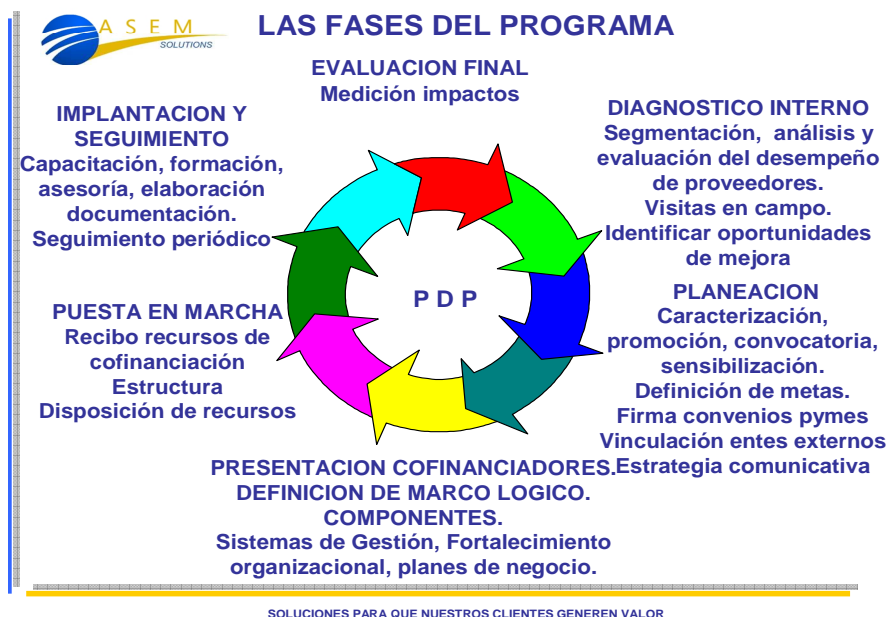 A S E M
SOLUTIONS
LAS FASES DEL PROGRAMA
EVALUACION FINAL
Medición impactos
DIAGNOSTICO INTERNO
Segmentación, análisis y
evaluación del desempeño
de proveedores.
Visitas en campo.
Identificar oportunidades
de mejora
PLANEACION
Caracterización,
promoción, convocatoria,
sensibilización.
Definición de metas.
Firma convenios pymes
Vinculación entes externos
Estrategia comunicativa
PRESENTACION COFINANCIADORES.
DEFINICION DE MARCO LOGICO.
COMPONENTES.
Sistemas de Gestión, Fortalecimiento
organizacional, planes de negocio.
PUESTA EN MARCHA
Recibo recursos de
cofinanciación
Estructura
Disposición de recursos
IMPLANTACION Y
SEGUIMIENTO
Capacitación, formación,
asesoría, elaboración
documentación.
Seguimiento periódico
P D P
SOLUCIONES PARA QUE NUESTROS CLIENTES GENEREN VALOR